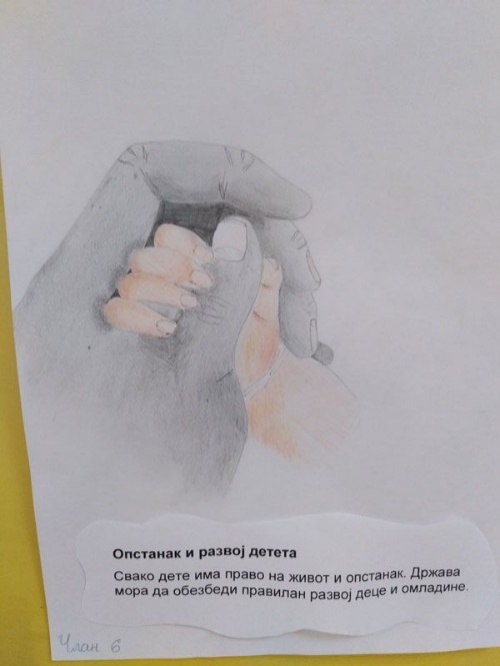 Опстанак и развој детета
Свако дете има право на живот и опстанак. Држава
мора да обезбеди правилан развој деце и омладине.
Члан 6